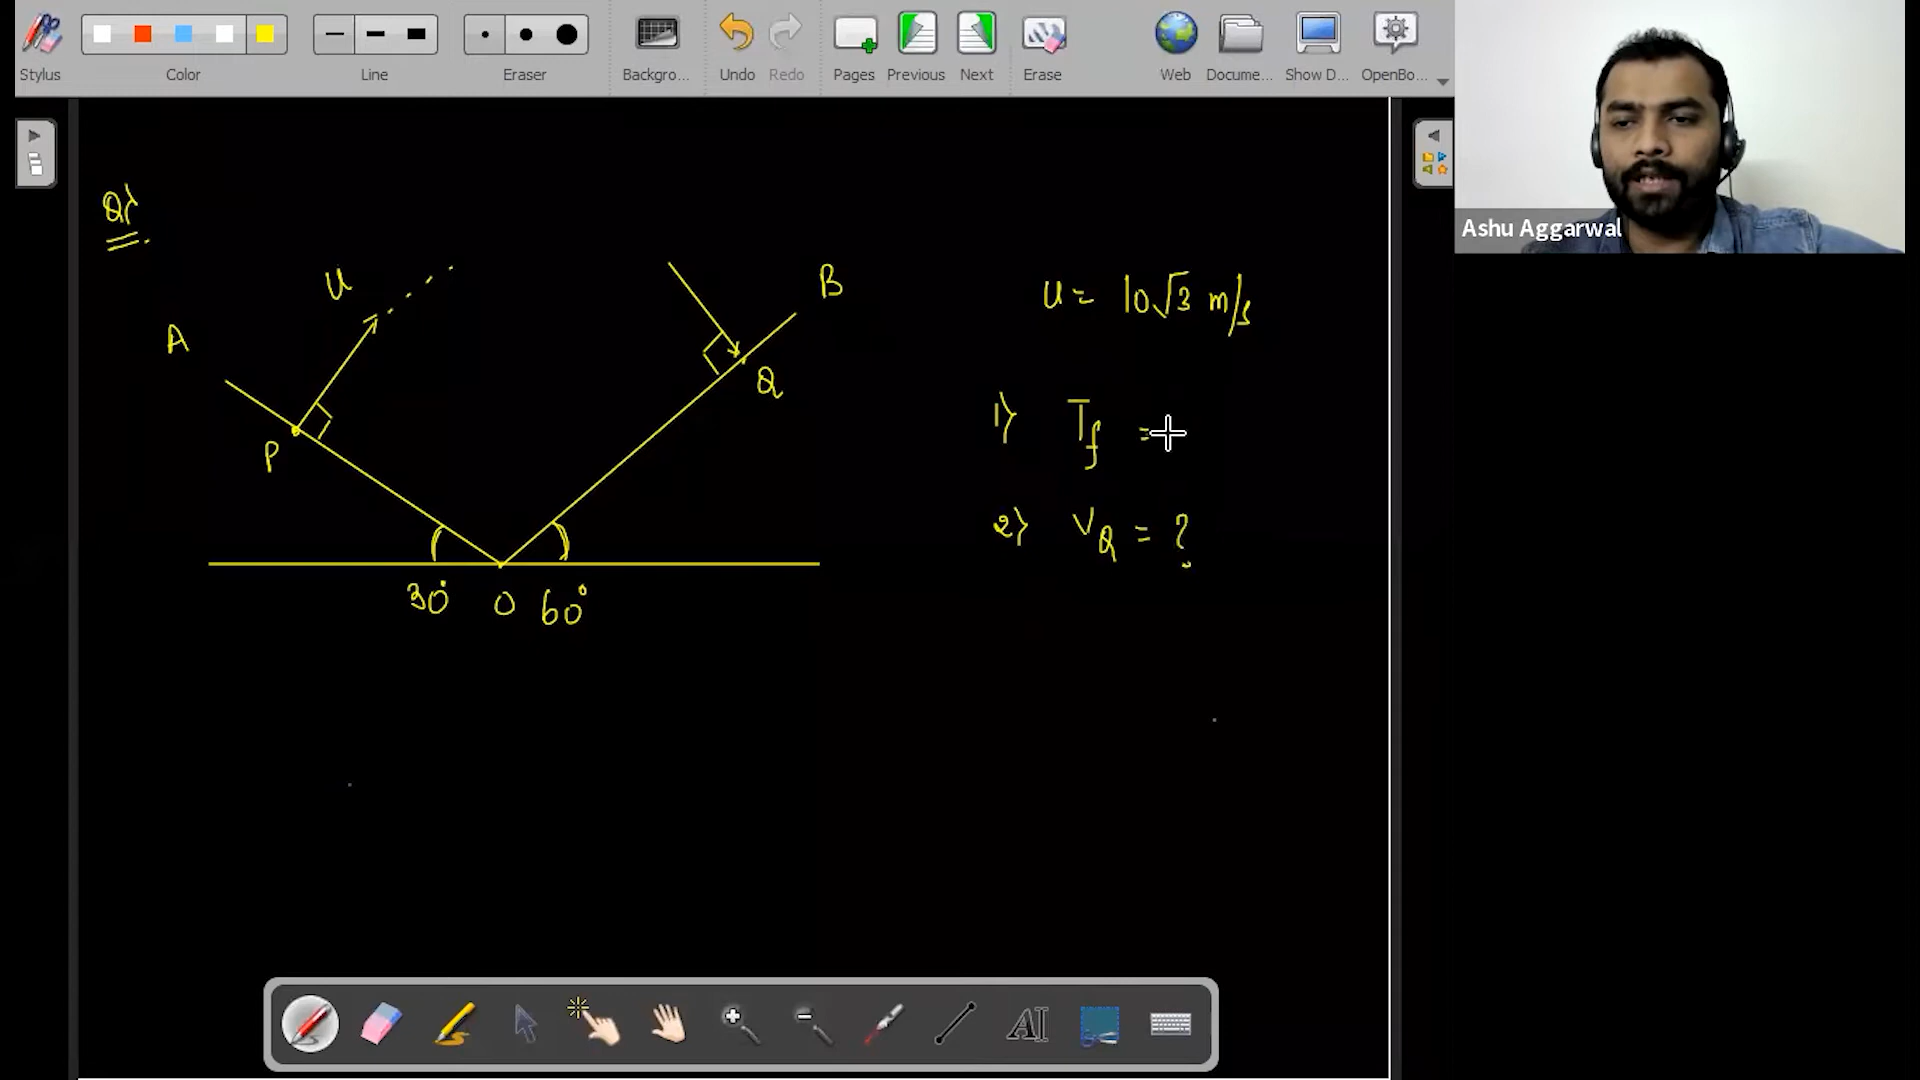 Stylus
Color
Line
Eraser
Backgro...
Undo
Redo
Pages
Previous
Next
Erase
Web
Docume...
Show D...
OpenBo...
Ashu Aggarwal
A
U
B
P
Q
30° O 60°
u = 10√3 m/s
1) Tf =
2) VQ = ?
AI